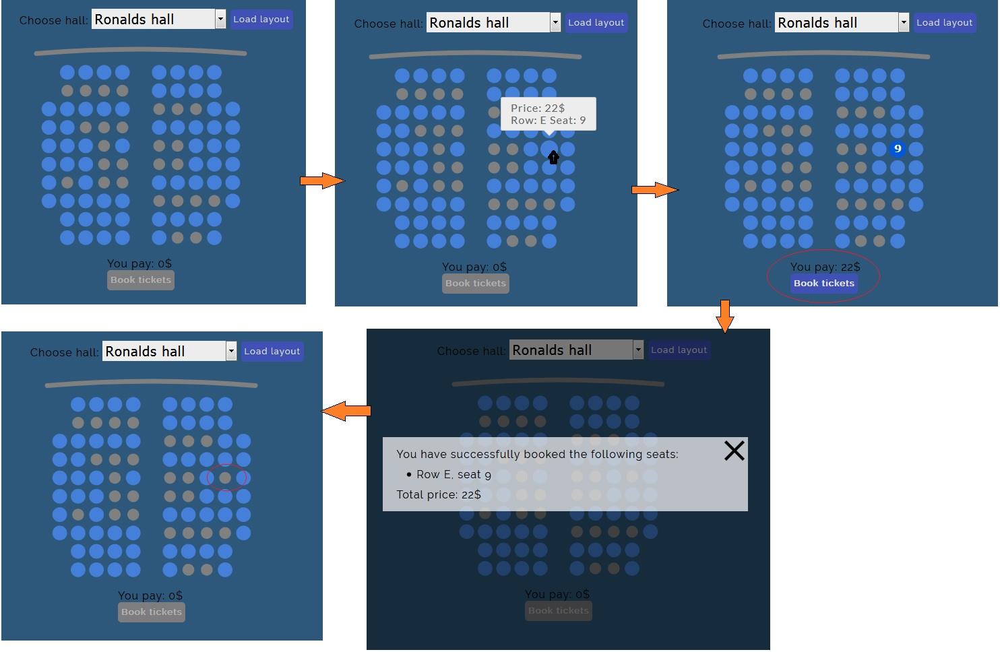 Choose hall: Ronalds hall Load layout
You pay: 0$
Book tickets
Choose hall: Ronalds hall Load layout
Price: 22$
Row: E Seat: 9
You pay: 0$
Book tickets
Choose hall: Ronalds hall Load layout
9
You pay: 22$
Book tickets
Choose hall: Ronalds hall Load layout
You have successfully booked the following seats:
• Row E, seat 9
Total price: 22$
You pay: 0$
Book tickets
Choose hall: Ronalds hall Load layout
You pay: 0$
Book tickets